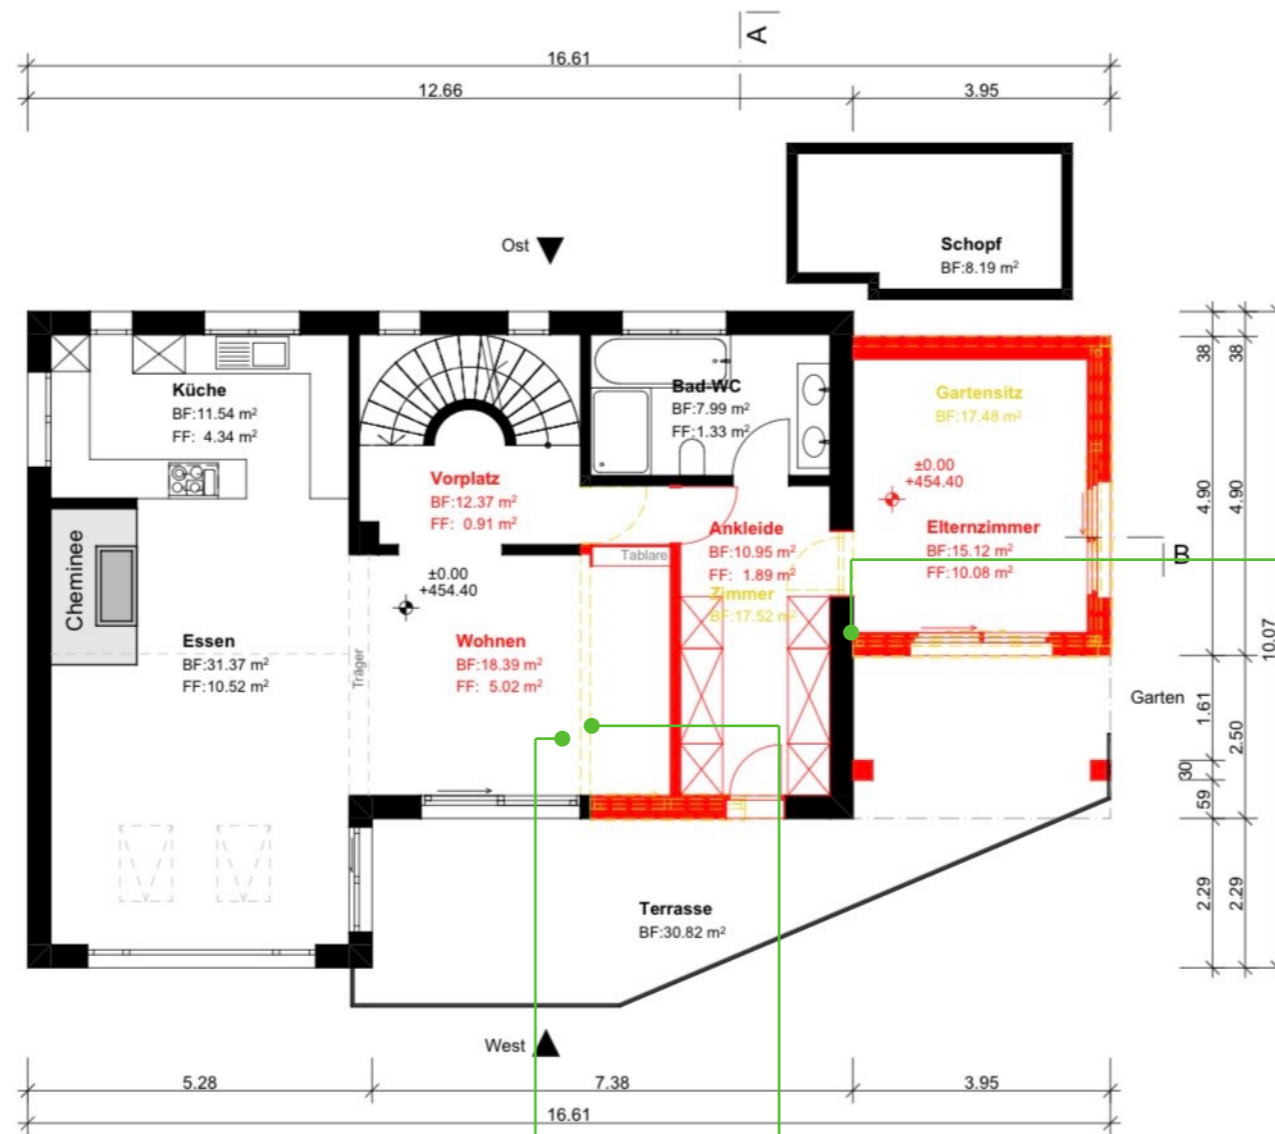 A
16.61
12.66
3.95
Schopf
BF:8.19 m²
Ost
38
38
Küche
BF:11.54 m²
FF: 4.34 m²
Bad-WC
BF:7.99 m²
FF:1.33 m²
Gartensitz
BF:17.48 m²
±0.00
+454.40
Vorplatz
BF:12.37 m²
FF: 0.91 m²
4.90
4.90
Ankleide
BF:10.95 m²
FF: 1.89 m²
Elternzimmer
BF:15.12 m²
FF:10.08 m²
Tablare
B
Cheminee
±0.00
+454.40
Zimmer
BF:17.52 m²
Essen
BF:31.37 m²
FF:10.52 m²
Träger
Wohnen
BF:18.39 m²
FF: 5.02 m²
10.07
Garten
1.61
2.50
30
59
2.29
2.29
Terrasse
BF:30.82 m²
West
5.28
7.38
3.95
16.61